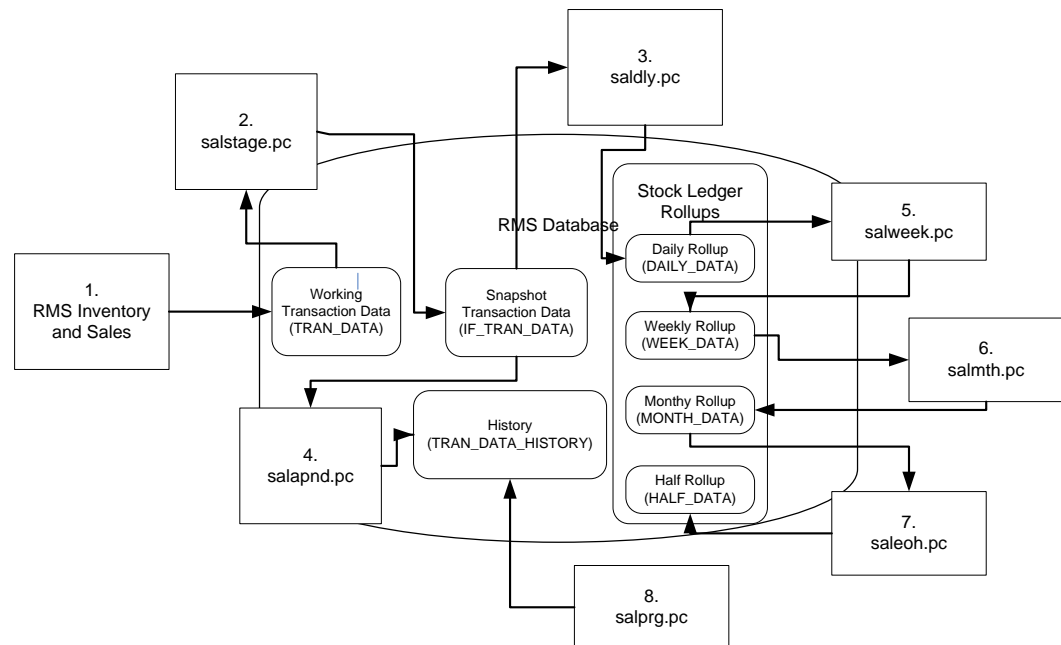 3.
saldly.pc
2.
salstage.pc
Stock Ledger
Rollups
RMS Database
5.
salweek.pc
Daily Rollup
(DAILY_DATA)
1.
RMS Inventory
and Sales
Working
Transaction Data
(TRAN_DATA)
Snapshot
Transaction Data
(IF_TRAN_DATA)
Weekly Rollup
(WEEK_DATA)
6.
salmth.pc
Monthy Rollup
(MONTH_DATA)
4.
salapnd.pc
History
(TRAN_DATA_HISTORY)
Half Rollup
(HALF_DATA)
7.
saleoh.pc
8.
salprg.pc